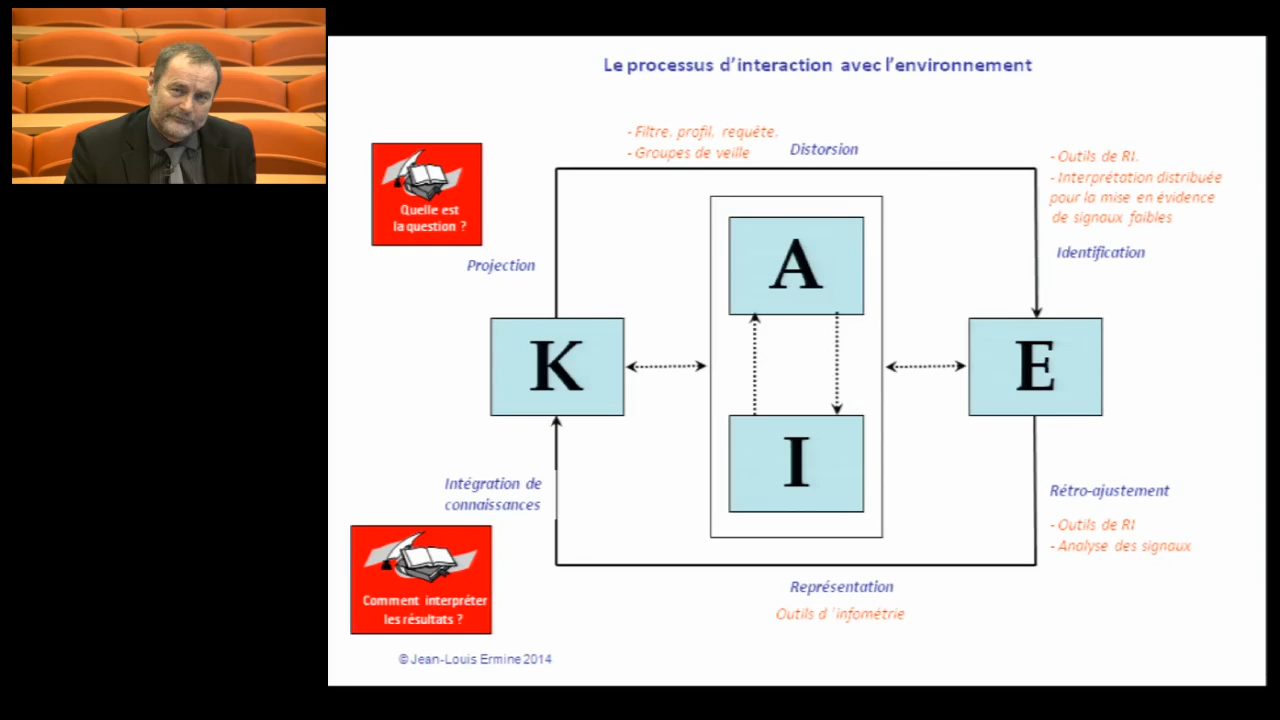 Le processus d'interaction avec l'environnement
- Filtre, profil, requête,
- Groupes de veille
Distorsion
- Outils de RI,
- Interprétation distribuée
pour la mise en évidence
de signaux faibles
Quelle est
la question ?
Identification
Projection
A
K
E
I
Intégration de
connaissances
Rétro-ajustement
- Outils de RI
- Analyse des signaux
Comment interpréter
les résultats ?
Représentation
Outils d 'infométrie
© Jean-Louis Ermine 2014